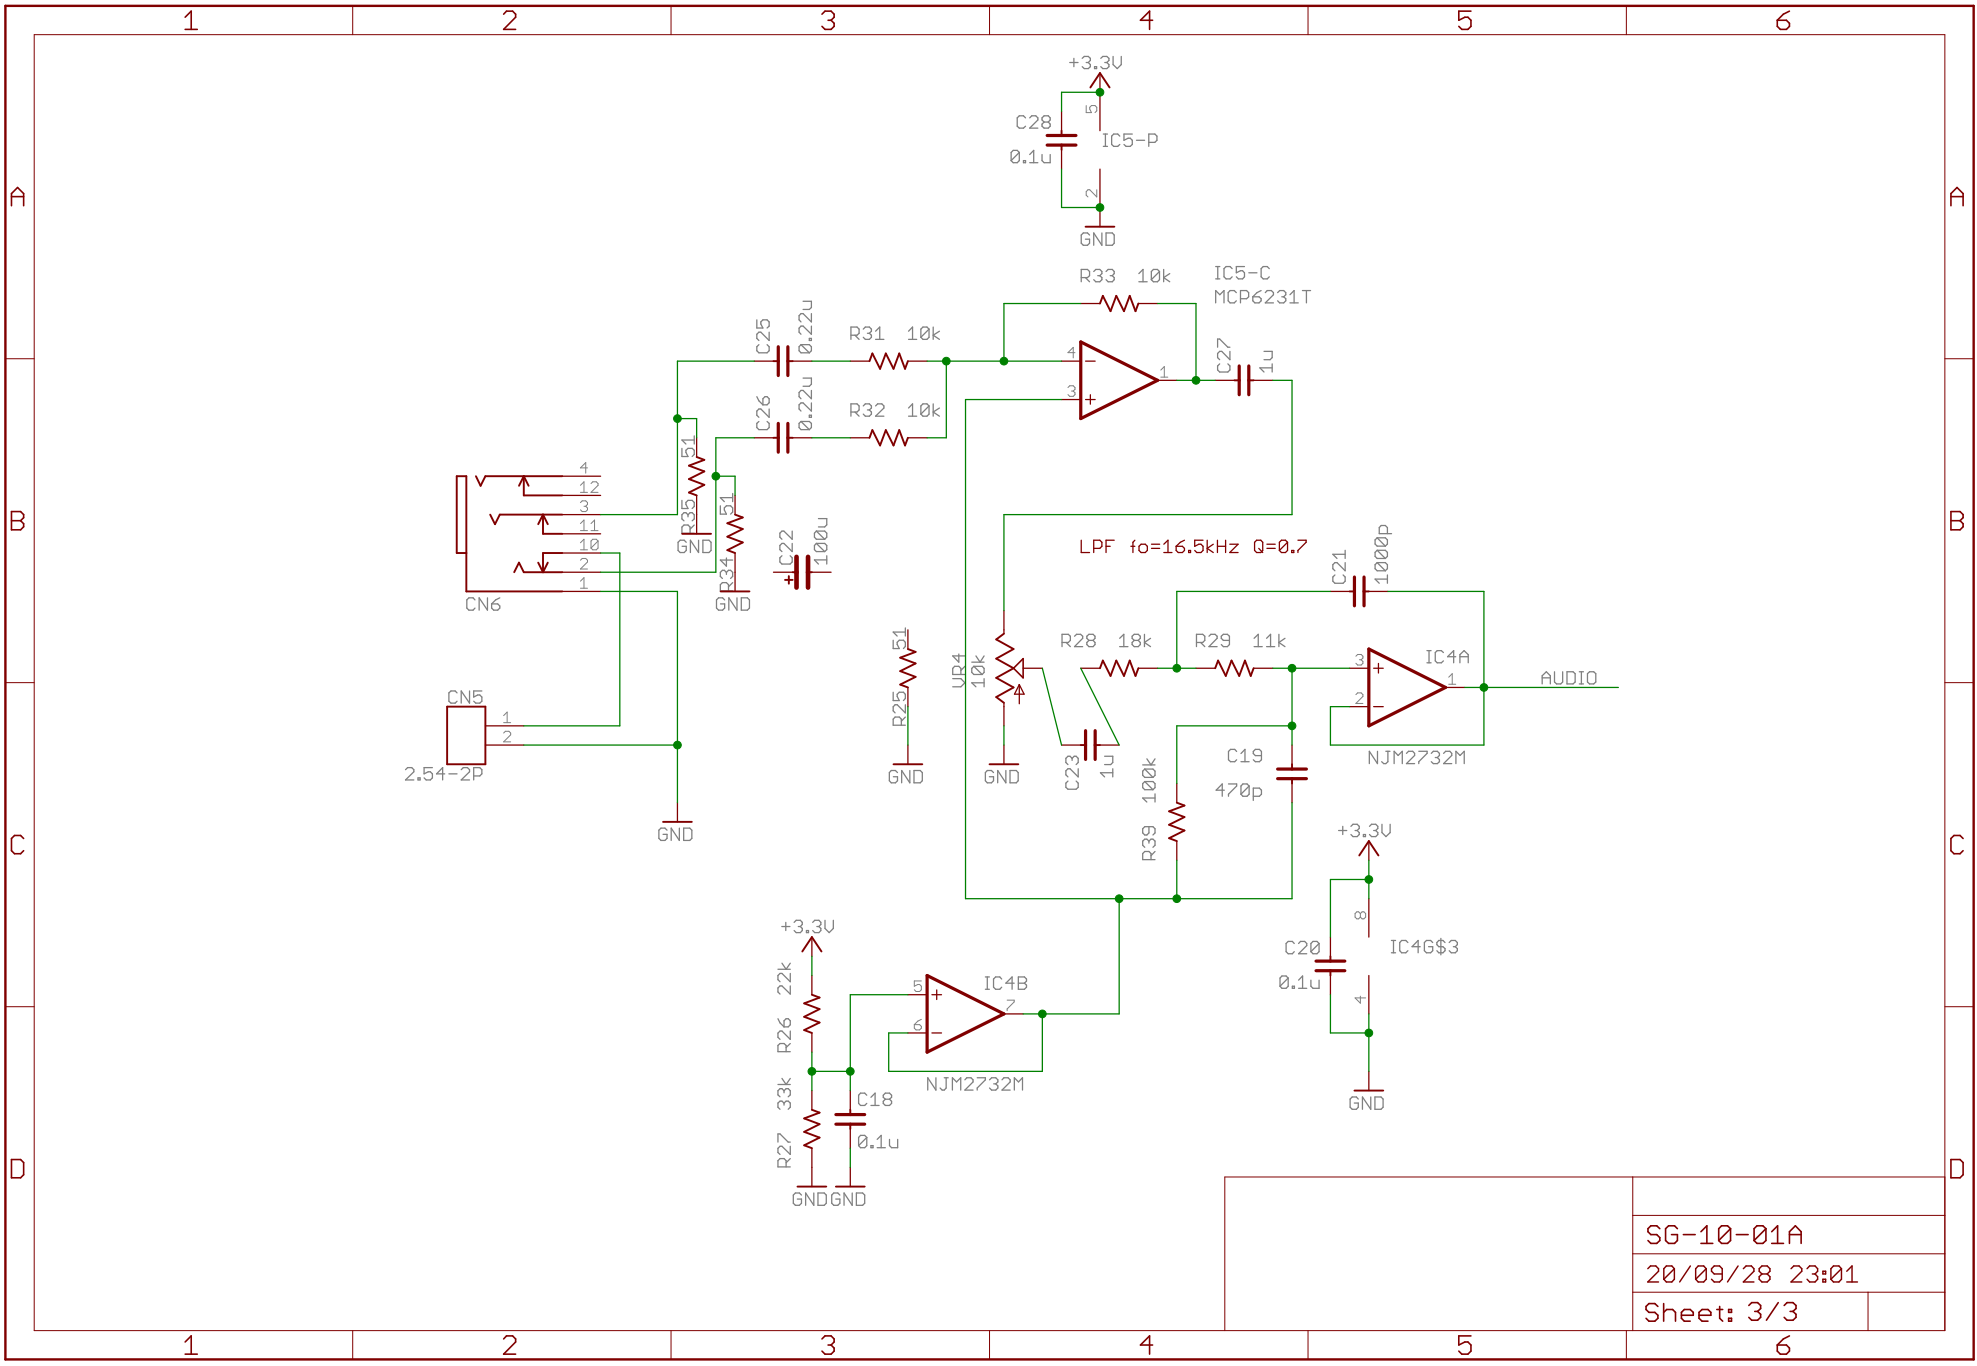 1 2 3 4 5 6
+3.3V
5
C28
IC5-P
0.1u
2
GND
A A
R33 10k
IC5-C
MCP6231T
C25 0.22u
R31 10k
4
C27 1u
1
3
C26 0.22u
R32 10k
51
R35
GND
51
R34
GND
4
12
3
11
10
2
1
CN6
B B
C22 100u
LPF fo=16.5kHz Q=0.7
C21 1000p
51
R25
GND
VR4
10k
GND
R28 18k
R29 11k
3
IC4A
1
2
NJM2732M
AUDIO
CN5
1
2
2.54-2P
GND
C23 1u
R39 100k
C19
470p
C C
+3.3V
8
C20
IC4G$3
0.1u
4
GND
+3.3V
R26 22k
5
IC4B
7
6
NJM2732M
R27 33k
C18
0.1u
GND GND
D D
SG-10-01A
20/09/28 23:01
Sheet: 3/3
1 2 3 4 5 6